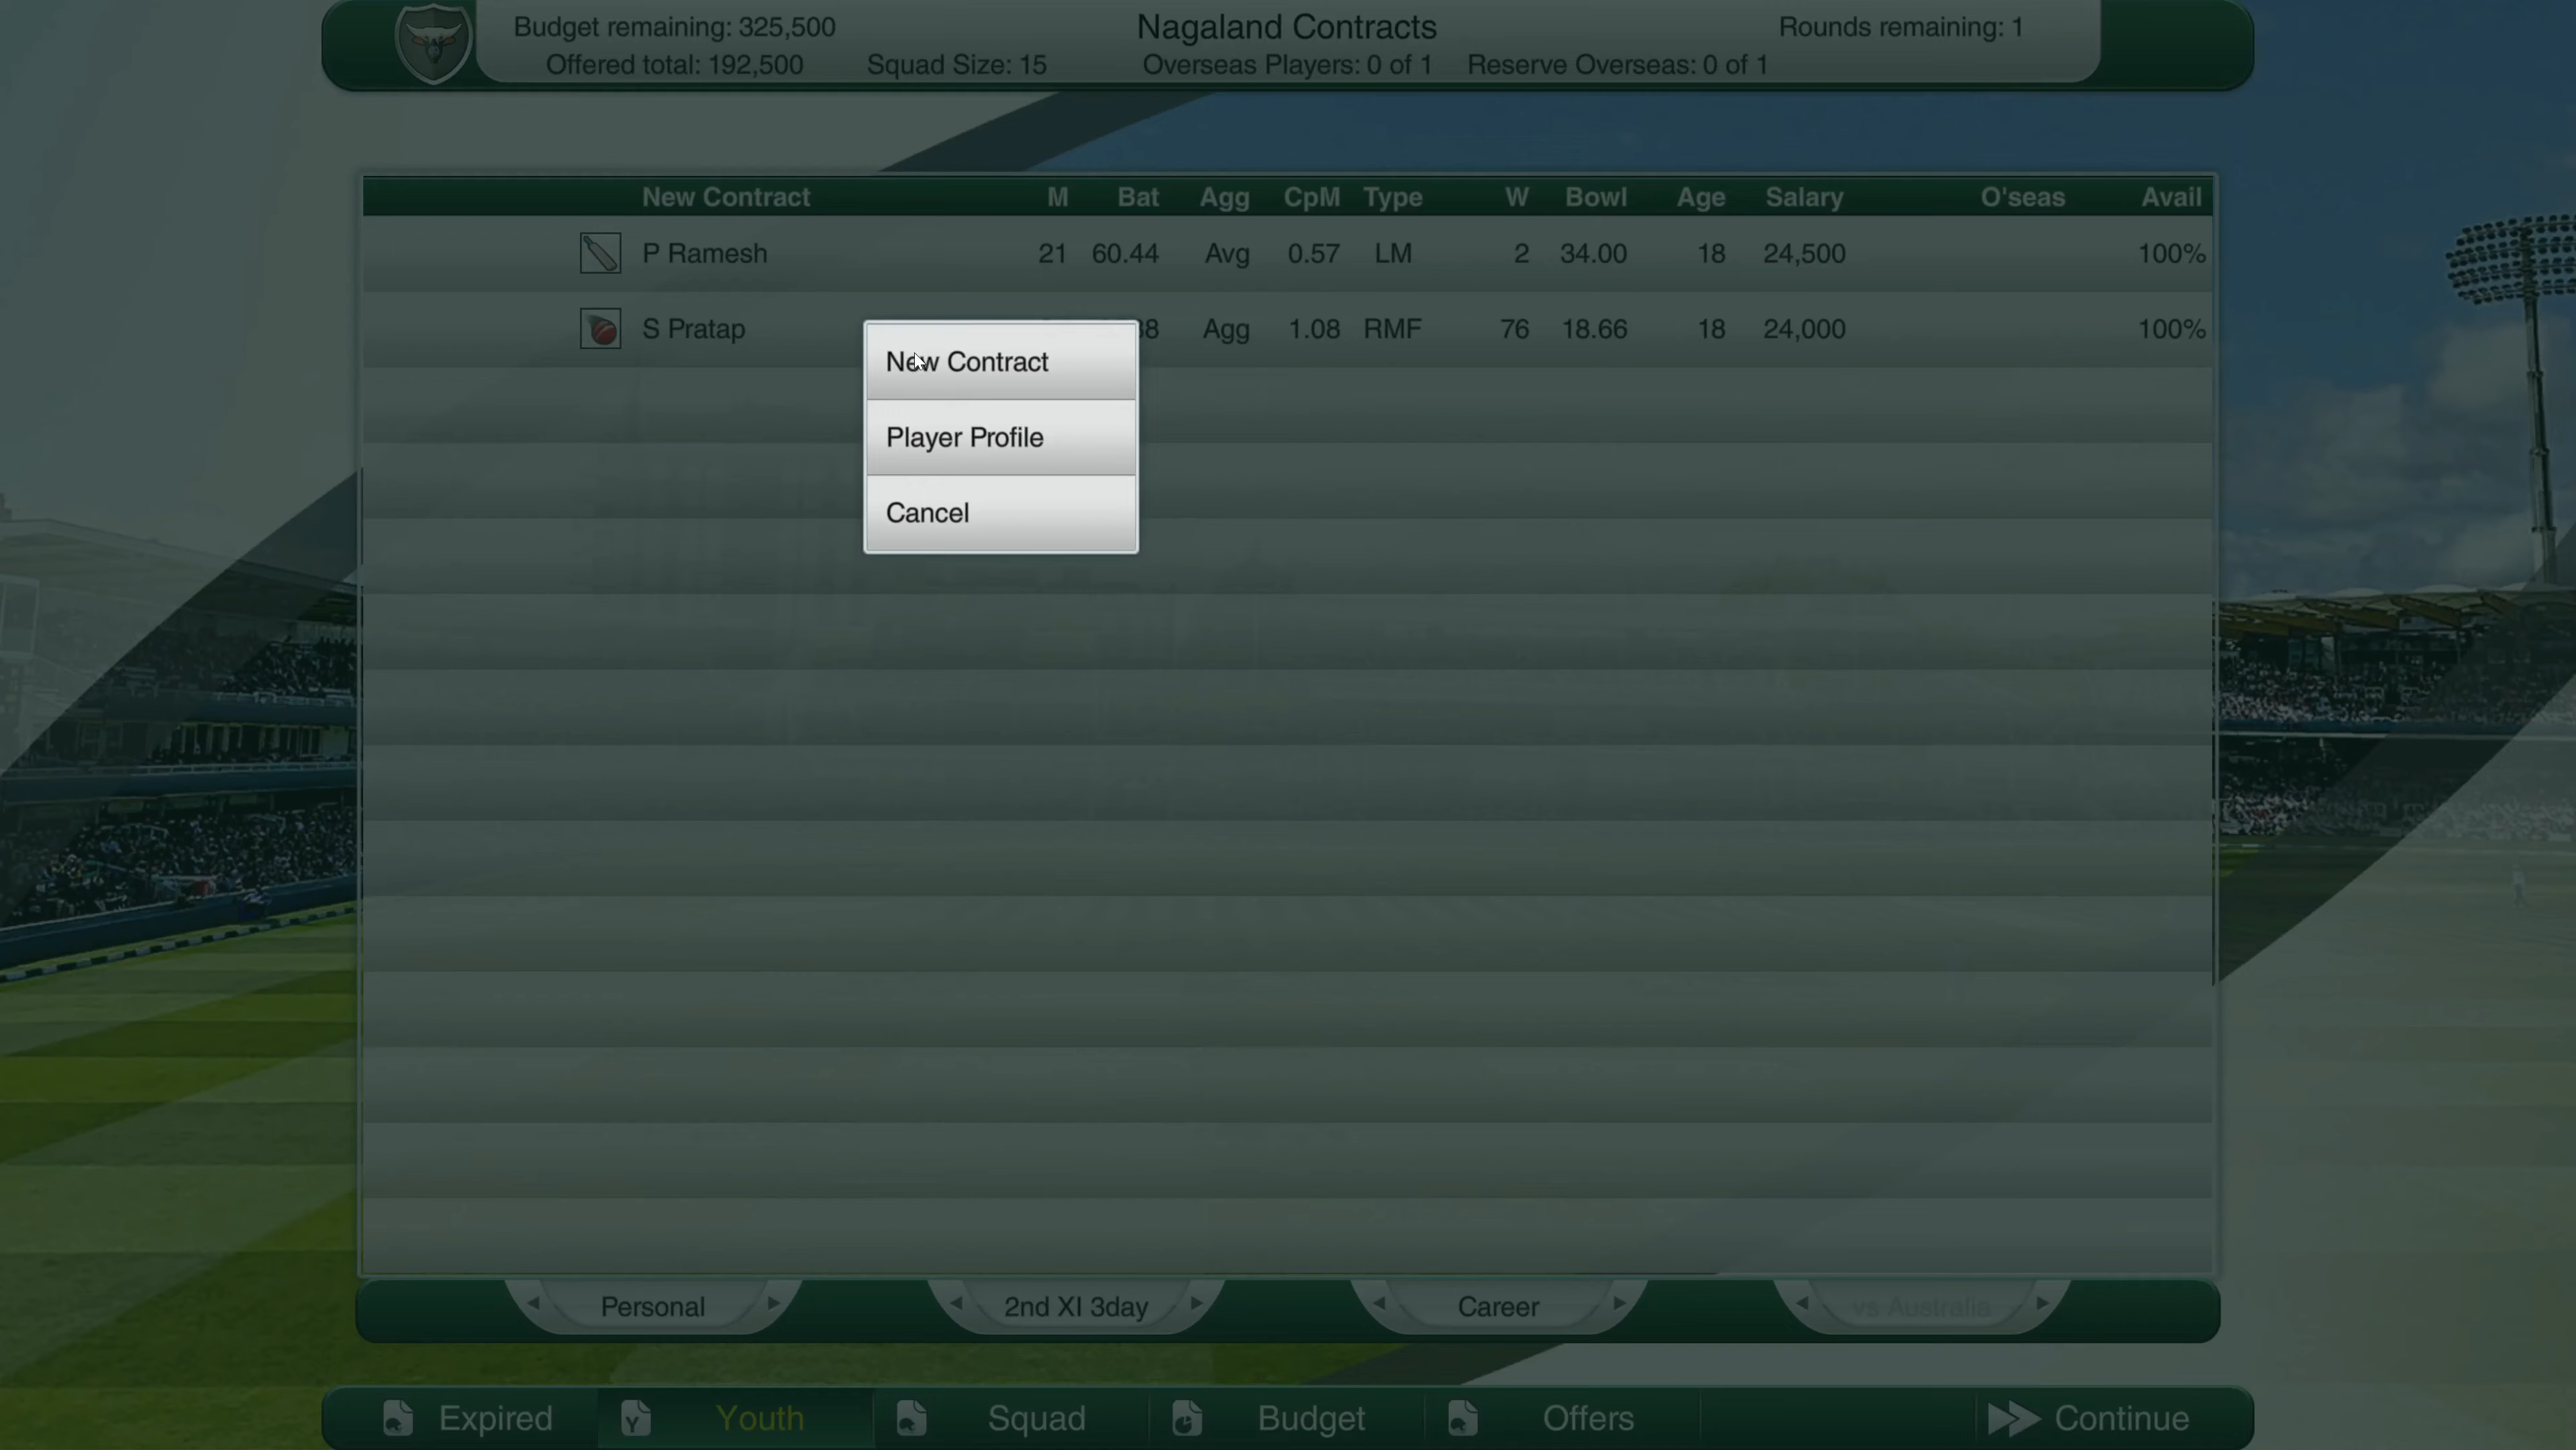 Budget remaining: 325,500 Nagaland Contracts Rounds remaining: 1
Offered total: 192,500 Squad Size: 15 Overseas Players: 0 of 1 Reserve Overseas: 0 of 1
New Contract M Bat Agg CpM Type W Bowl Age Salary O'seas Avail
P Ramesh 21 60.44 Avg 0.57 LM 2 34.00 18 24,500 100%
S Pratap Agg 1.08 RMF 76 18.66 18 24,000 100%
New Contract
Player Profile
Cancel
Personal 2nd XI 3day Career vs Australia
Expired Y Youth Squad Budget Offers Continue